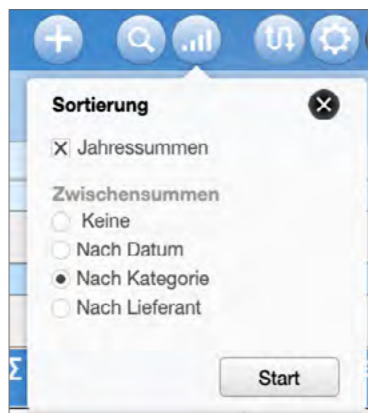 Sortierung
Jahressummen
Zwischensummen
Keine
Nach Datum
Nach Kategorie
Nach Lieferant
Σ
Start